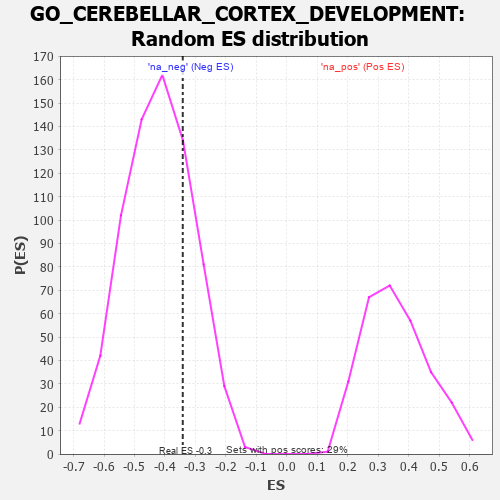 GO_CEREBELLAR_CORTEX_DEVELOPMENT:
Random ES distribution
'na_neg' (Neg ES)
'na_pos' (Pos ES)
P(ES)
170
160
150
140
130
120
110
100
90
80
70
60
50
40
30
20
10
0
Real ES -0.3
Sets with pos scores: 29%
-0.7 -0.6 -0.5 -0.4 -0.3 -0.2 -0.1 0.0 0.1 0.2 0.3 0.4 0.5 0.6
ES